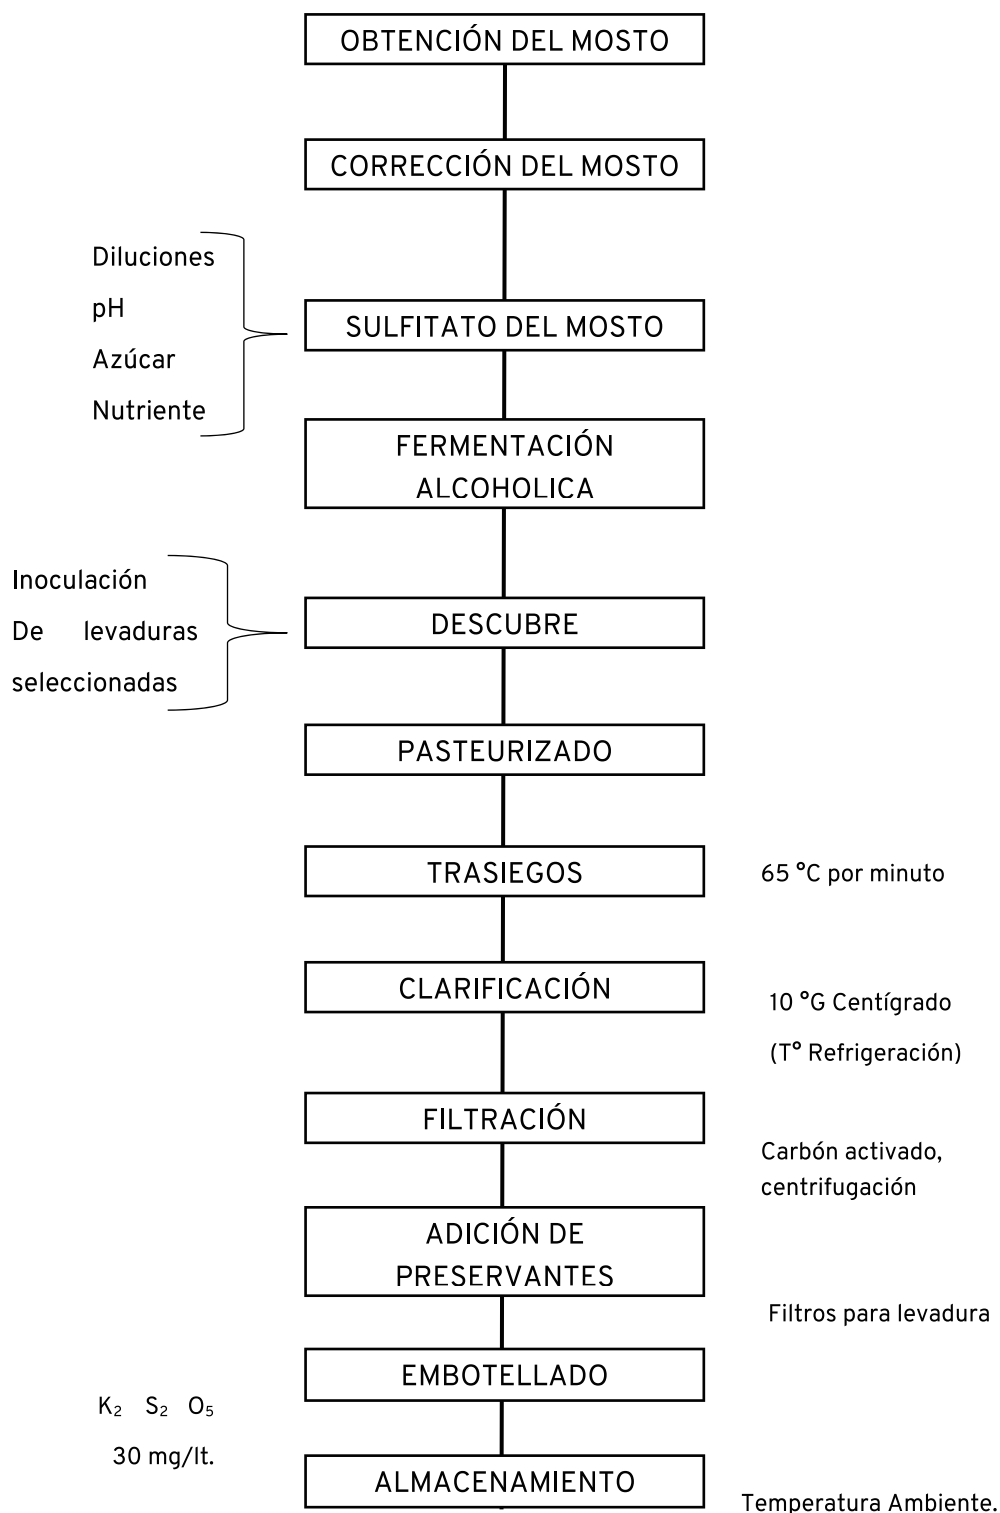 OBTENCIÓN DEL MOSTO
CORRECCIÓN DEL MOSTO
Diluciones
pH
Azúcar
Nutriente
SULFITATO DEL MOSTO
FERMENTACIÓN
ALCOHOLICA
Inoculación
De levaduras
seleccionadas
DESCUBRE
PASTEURIZADO
TRASIEGOS
65 °C por minuto
CLARIFICACIÓN
10 °G Centígrado
(T° Refrigeración)
FILTRACIÓN
Carbón activado,
centrifugación
ADICIÓN DE
PRESERVANTES
Filtros para levadura
EMBOTELLADO
K₂ S₂ O₅
30 mg/lt.
ALMACENAMIENTO
Temperatura Ambiente.